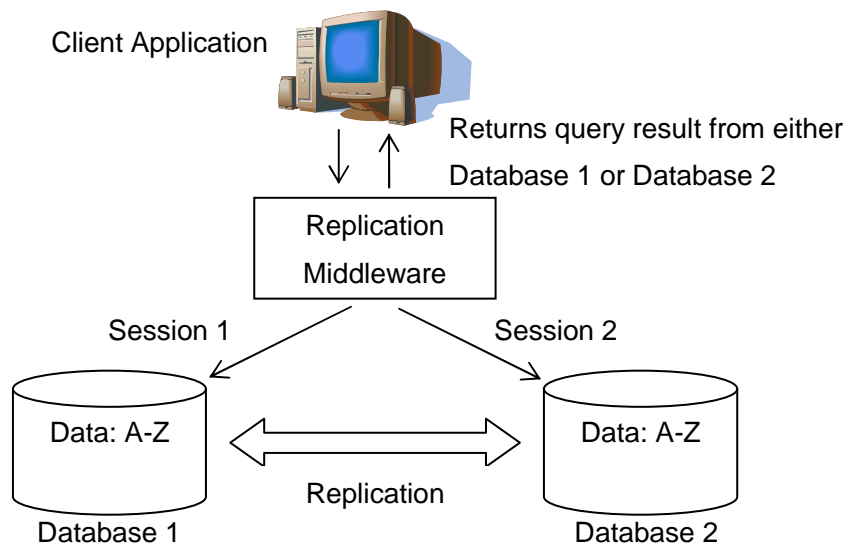 Client Application
Returns query result from either
Database 1 or Database 2
Replication
Middleware
Session 1
Session 2
Data: A-Z
Data: A-Z
Replication
Database 1
Database 2